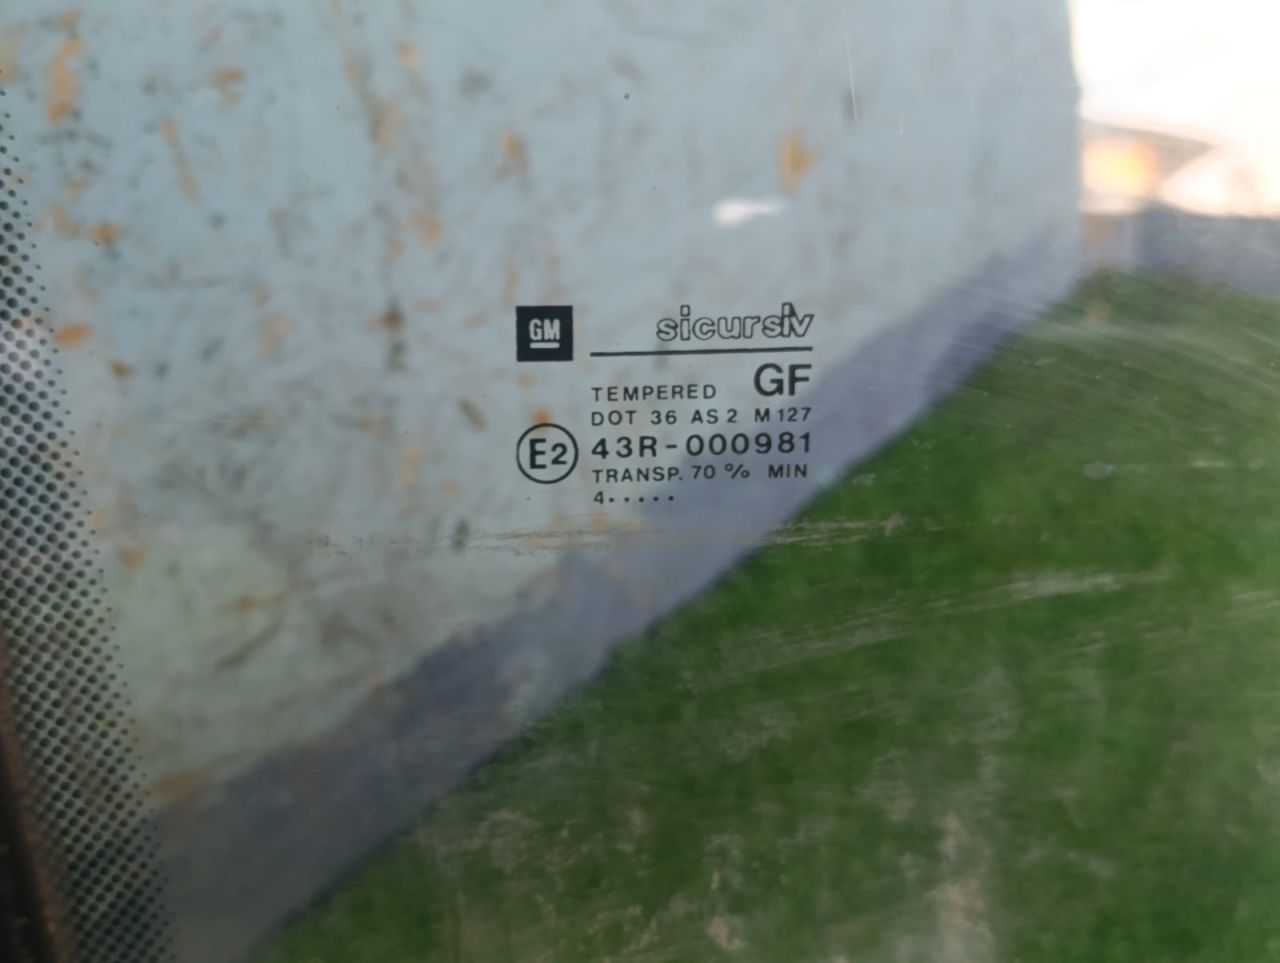 GM sicursiv
TEMPERED GF
DOT 36 AS 2 M 127
E2 43R-000981
TRANSP. 70 % MIN
4.....